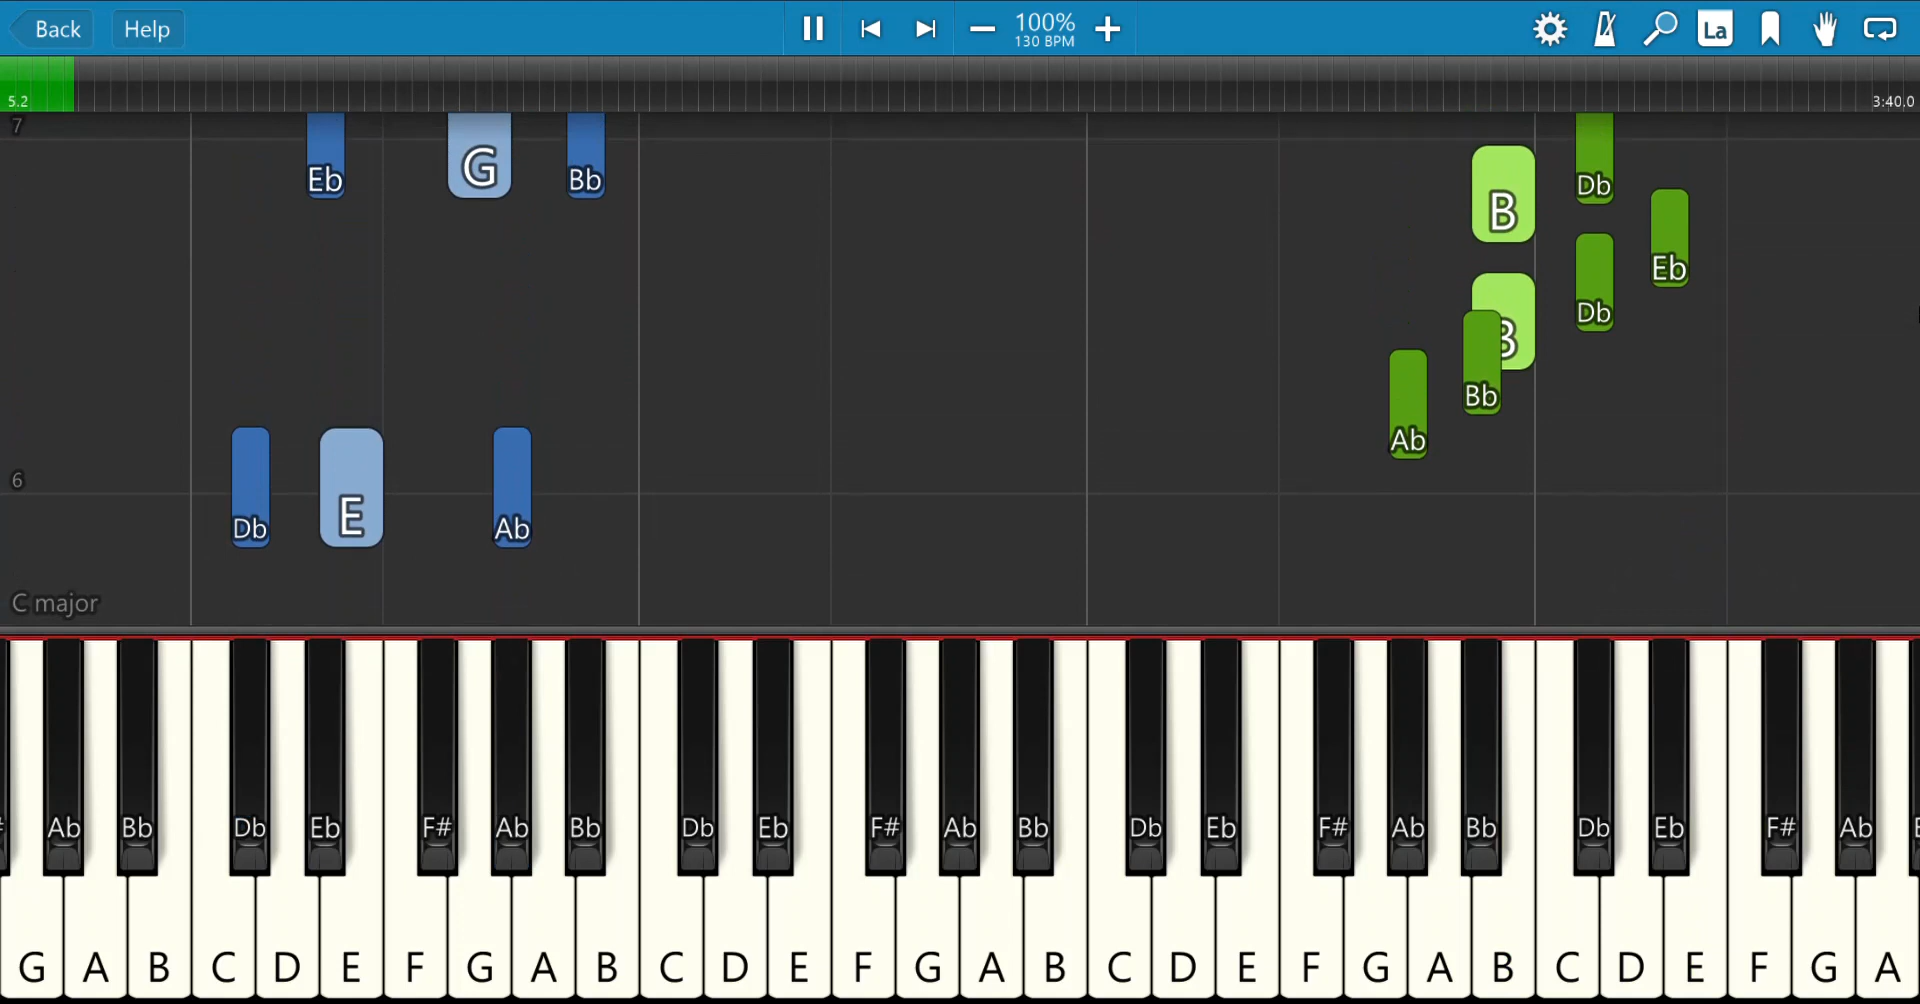 Back Help 100% La
130 BPM
5.2 3:40,0
7
Eb G Bb Db
B
Eb
Db
B
Bb
Ab
6
Db E Ab
C major
Ab Bb Db Eb F# Ab Bb Db Eb F# Ab Bb Db Eb F# Ab Bb Db Eb F# Ab
G A B C D E F G A B C D E F G A B C D E F G A B C D E F G A